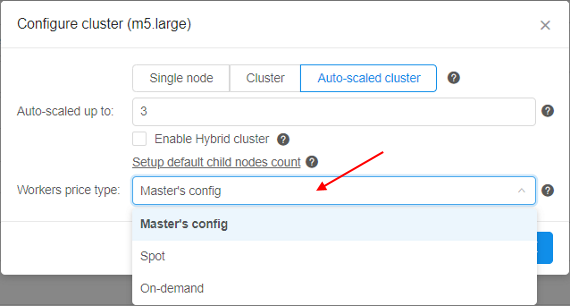 Configure cluster (m5.large)
Single node Cluster Auto-scaled cluster ?
Auto-scaled up to: 3 ?
Enable Hybrid cluster ?
Setup default child nodes count ?
Workers price type: Master's config ?
Master's config
Spot
On-demand